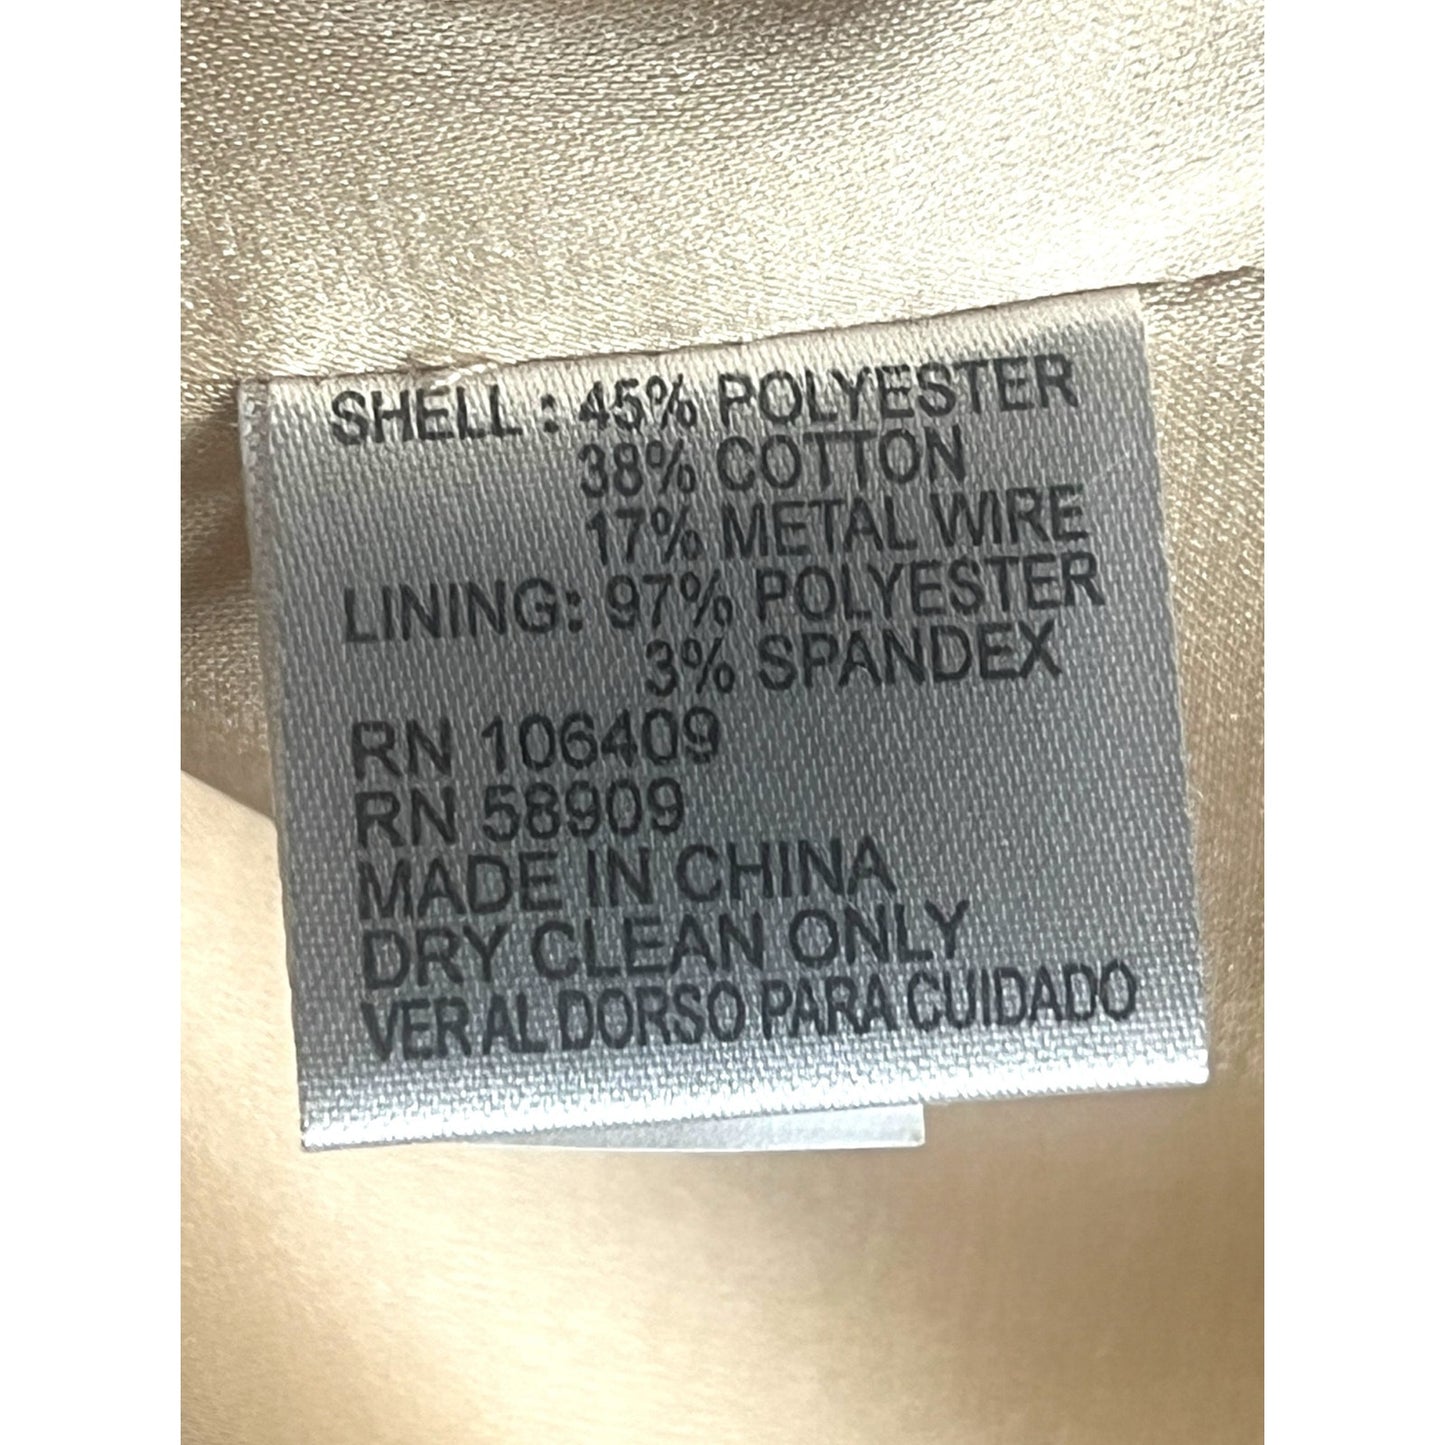 SHELL : 45% POLYESTER
38% COTTON
17% METAL WIRE
LINING: 97% POLYESTER
3% SPANDEX
RN 106409
RN 58909
MADE IN CHINA
DRY CLEAN ONLY
VER AL DORSO PARA CUIDADO